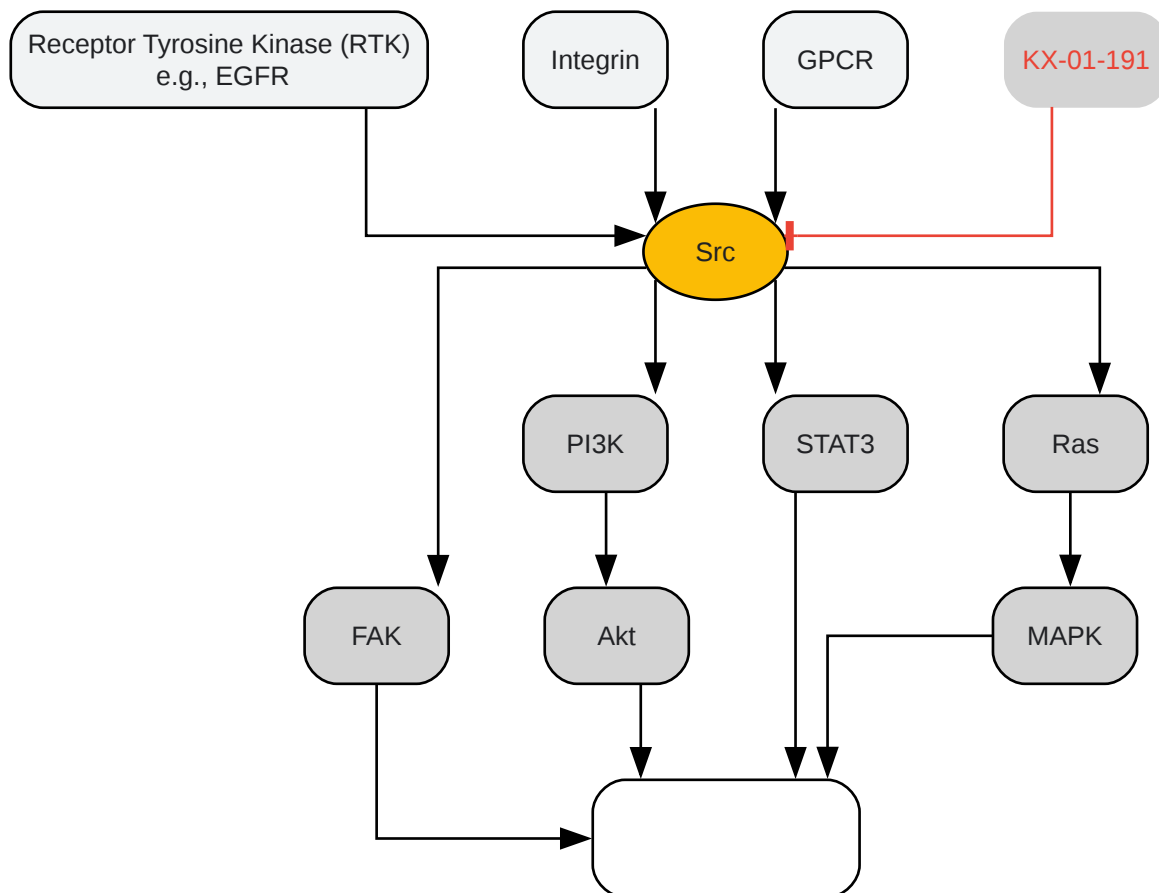 Receptor Tyrosine Kinase (RTK)
e.g., EGFR
Integrin
GPCR
KX-01-191
Src
PI3K
STAT3
Ras
FAK
Akt
MAPK